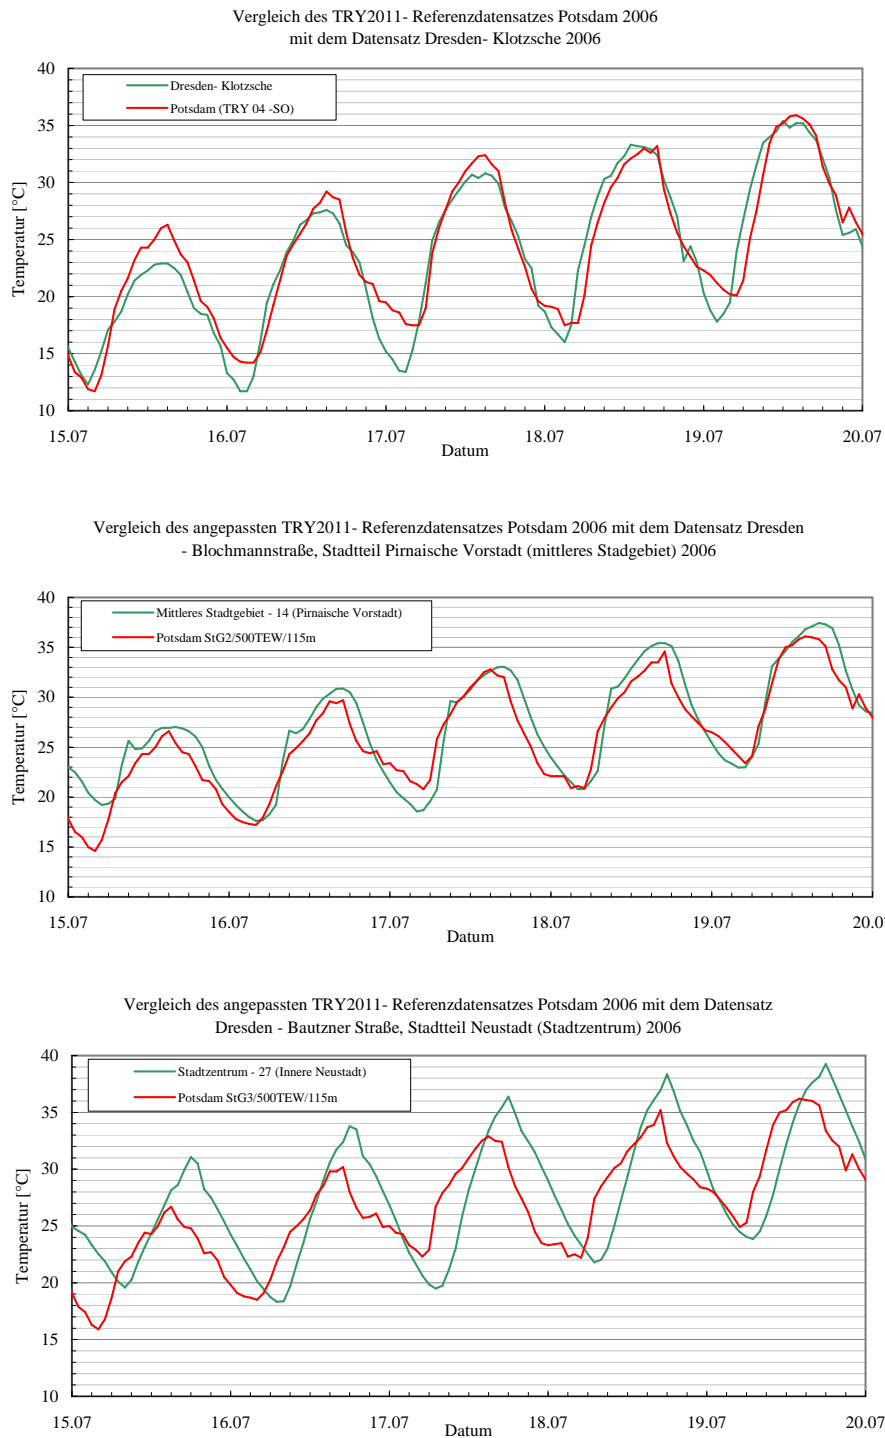 Vergleich des TRY2011- Referenzdatensatzes Potsdam 2006
mit dem Datensatz Dresden- Klotzsche 2006
40
35
30
25
20
15
10
Temperatur [°C]
Dresden- Klotzsche
Potsdam (TRY 04 -SO)
15.07 16.07 17.07 18.07 19.07 20.07
Datum
Vergleich des angepassten TRY2011- Referenzdatensatzes Potsdam 2006 mit dem Datensatz Dresden
- Blochmannstraße, Stadtteil Pirnaische Vorstadt (mittleres Stadgebiet) 2006
40
35
30
25
20
15
10
Temperatur [°C]
Mittleres Stadtgebiet - 14 (Pirnaische Vorstadt)
Potsdam StG2/500TEW/115m
15.07 16.07 17.07 18.07 19.07 20.0
Datum
Vergleich des angepassten TRY2011- Referenzdatensatzes Potsdam 2006 mit dem Datensatz
Dresden - Bautzner Straße, Stadtteil Neustadt (Stadtzentrum) 2006
40
35
30
25
20
15
10
Temperatur [°C]
Stadtzentrum - 27 (Innere Neustadt)
Potsdam StG3/500TEW/115m
15.07 16.07 17.07 18.07 19.07 20.07
Datum